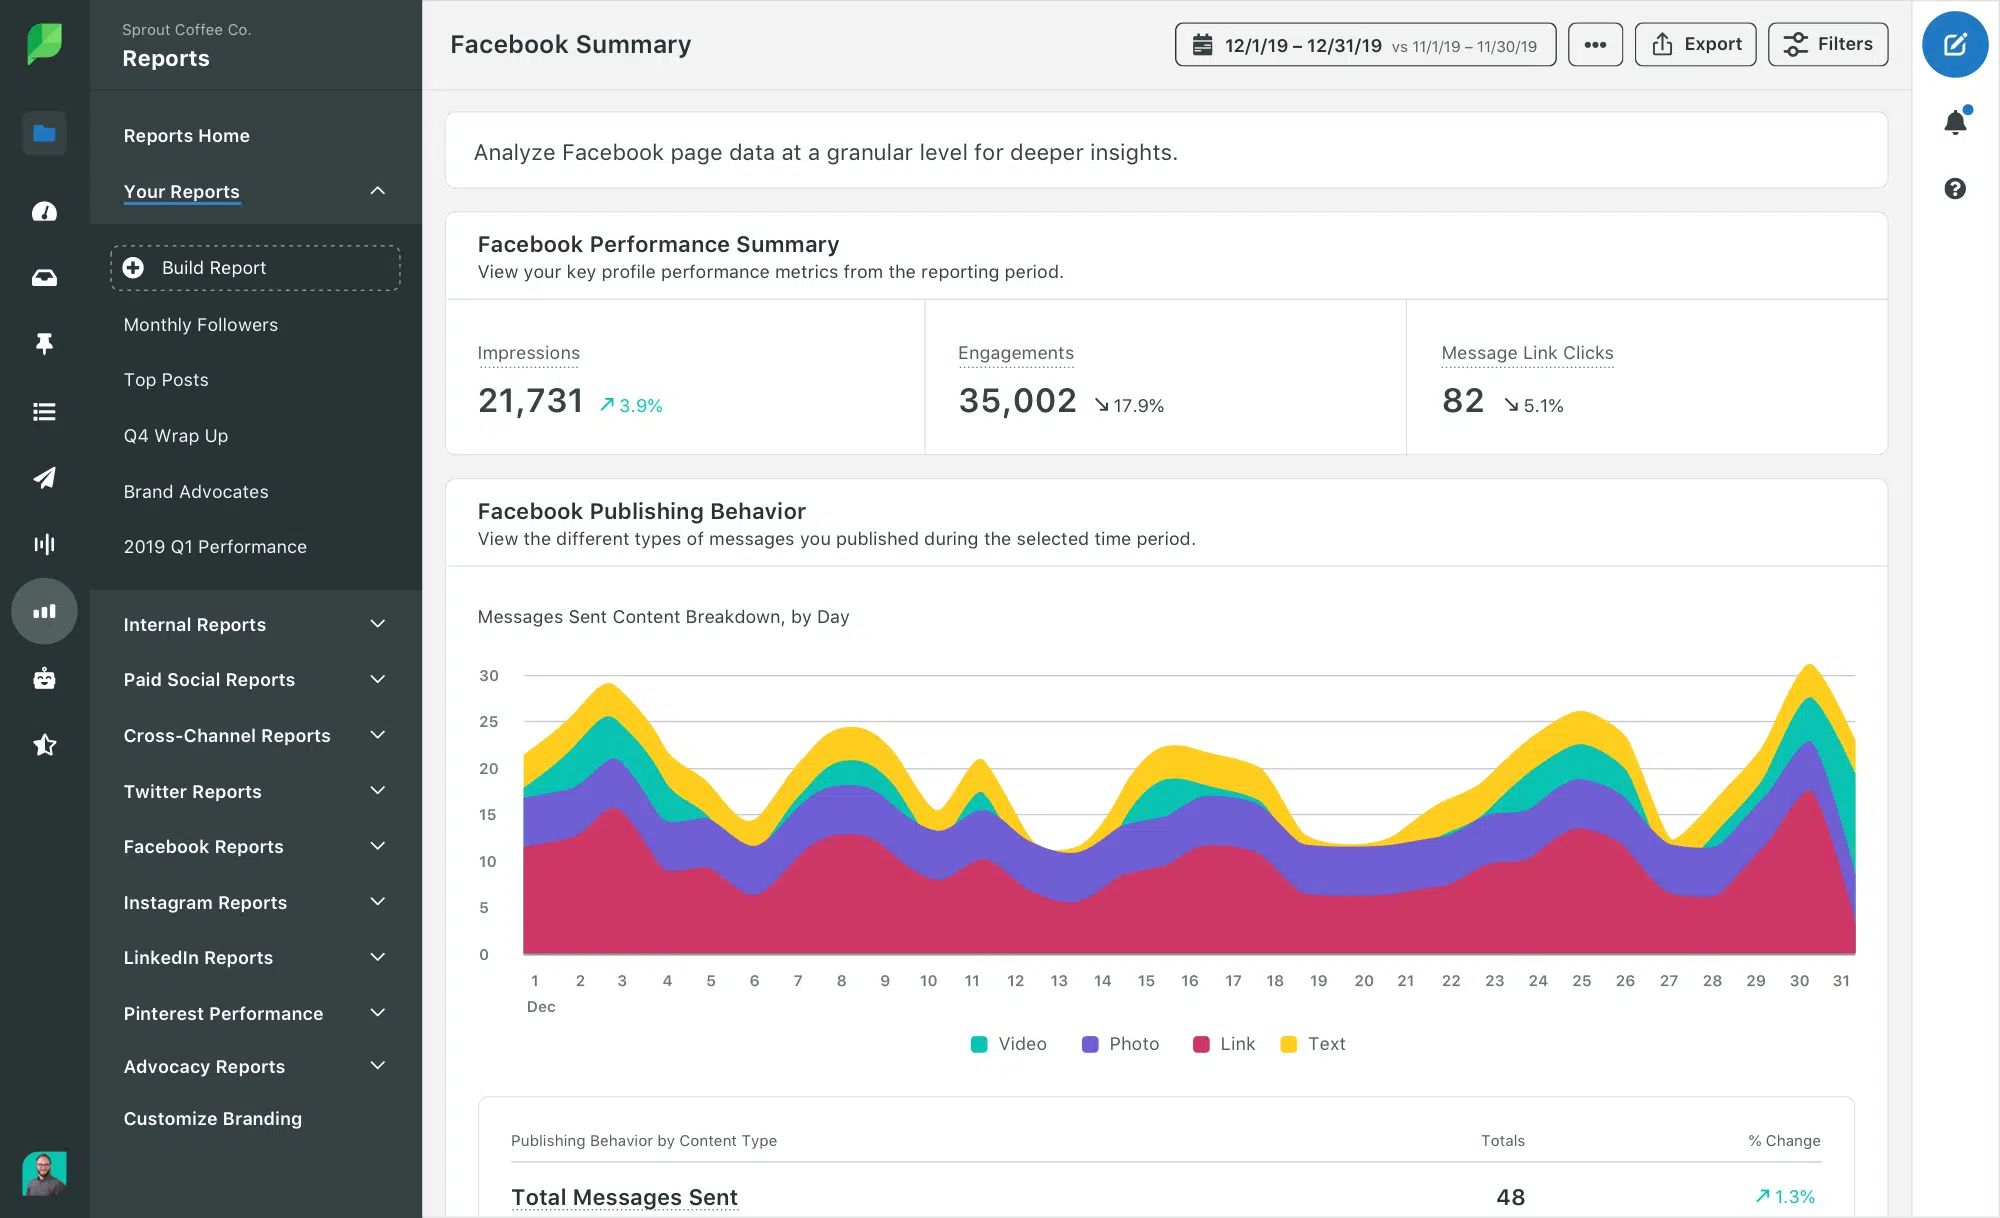 Sprout Coffee Co.
Reports
Reports Home
Your Reports
Build Report
Monthly Followers
Top Posts
Q4 Wrap Up
Brand Advocates
2019 Q1 Performance
Internal Reports
Paid Social Reports
Cross-Channel Reports
Twitter Reports
Facebook Reports
Instagram Reports
LinkedIn Reports
Pinterest Performance
Advocacy Reports
Customize Branding
Facebook Summary
12/1/19 – 12/31/19 vs 11/1/19 – 11/30/19
Export
Filters
Analyze Facebook page data at a granular level for deeper insights.
Facebook Performance Summary
View your key profile performance metrics from the reporting period.
Impressions
21,731 ↗ 3.9%
Engagements
35,002 ↘ 17.9%
Message Link Clicks
82 ↘ 5.1%
Facebook Publishing Behavior
View the different types of messages you published during the selected time period.
Messages Sent Content Breakdown, by Day
30
25
20
15
10
5
0
1 2 3 4 5 6 7 8 9 10 11 12 13 14 15 16 17 18 19 20 21 22 23 24 25 26 27 28 29 30 31
Dec
Video Photo Link Text
Publishing Behavior by Content Type Totals % Change
Total Messages Sent 48 ↗ 1.3%